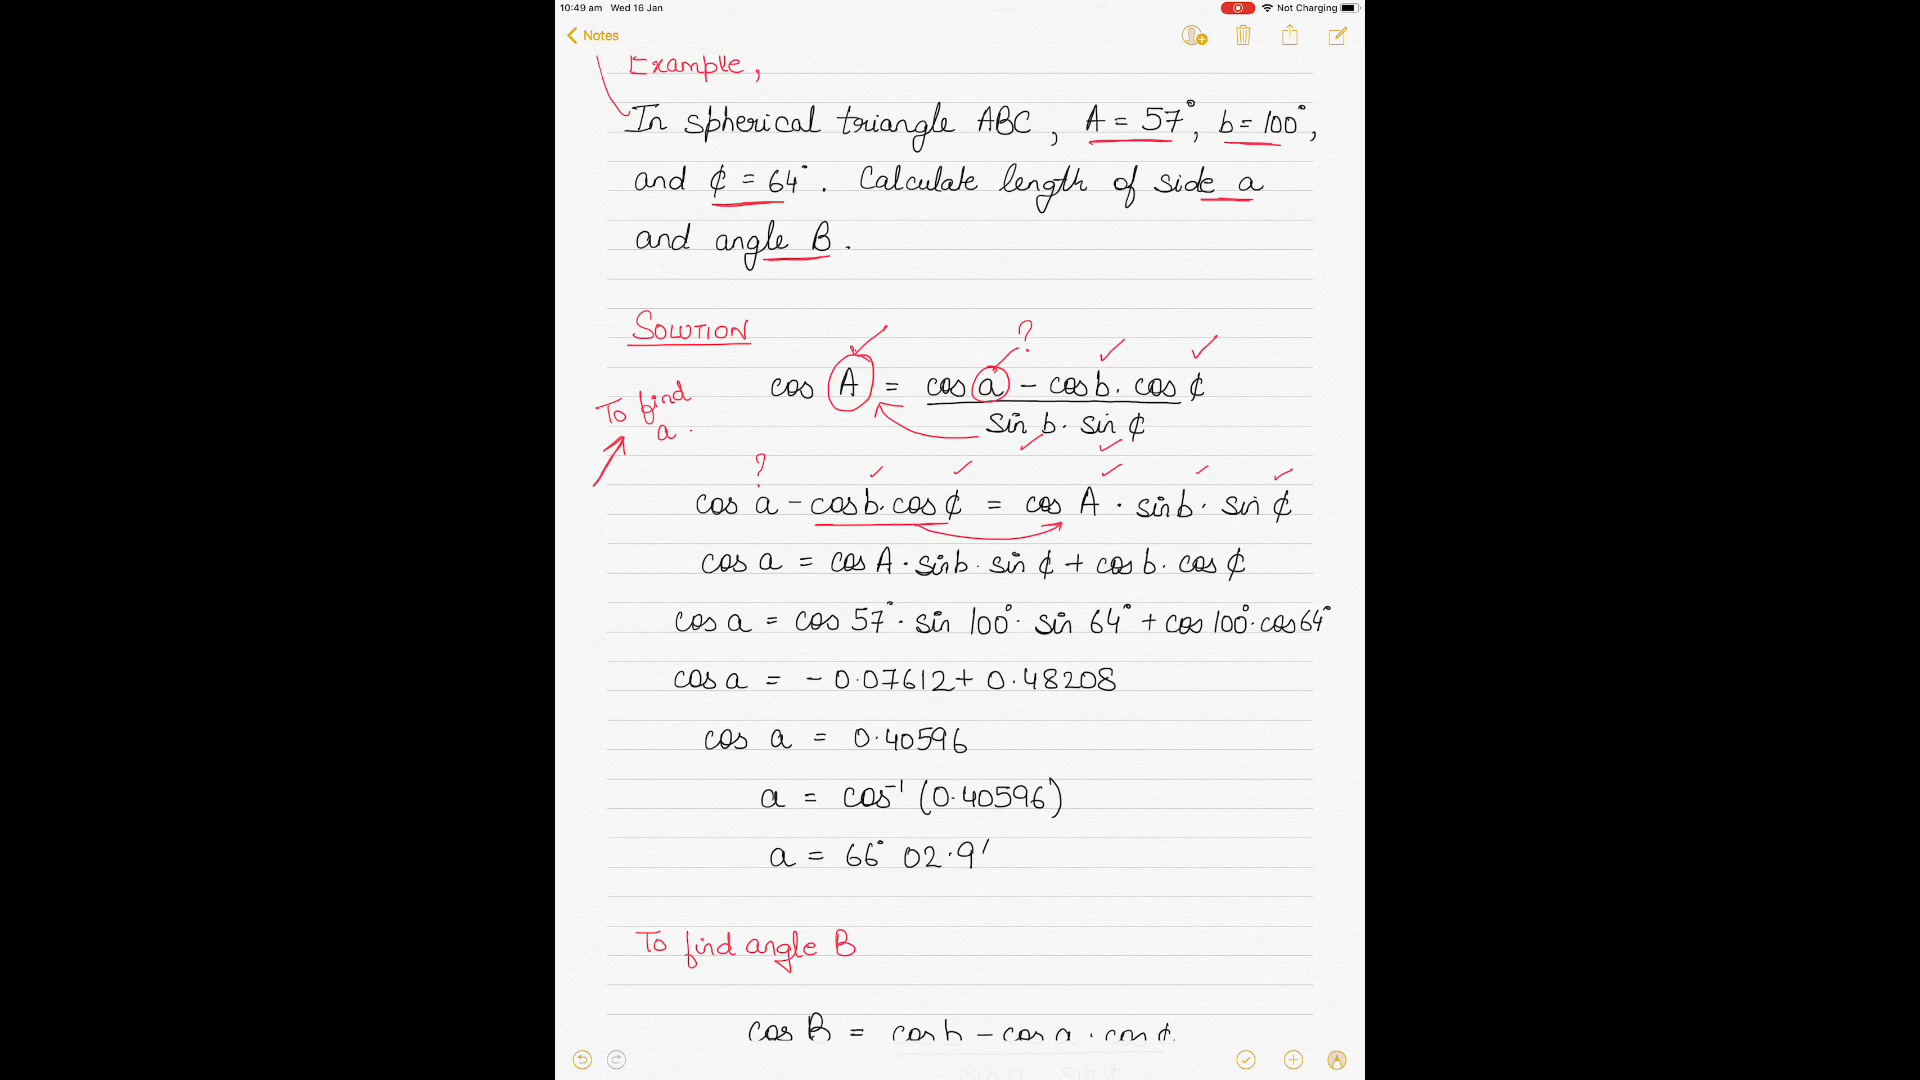 10:49 am Wed 16 Jan Not Charging
Notes
Example,
In spherical triangle ABC, A = 57°, b = 100°,
and ¢ = 64°. Calculate length of side a
and angle B.
SOLUTION
?
cos A = cos a - cos b. cos ¢
sin b. sin ¢
To find
a.
?
cos a - cos b. cos ¢ = cos A . sin b. sin ¢
cos a = cos A . sin b. sin ¢ + cos b. cos ¢
cos a = cos 57° . sin 100° . sin 64° + cos 100°. cos 64°
cos a = - 0.07612 + 0.48208
cos a = 0.40596
a = cos⁻¹ (0.40596)
a = 66° 02.9'
To find angle B
cos B = cos b - cos a . cos ¢